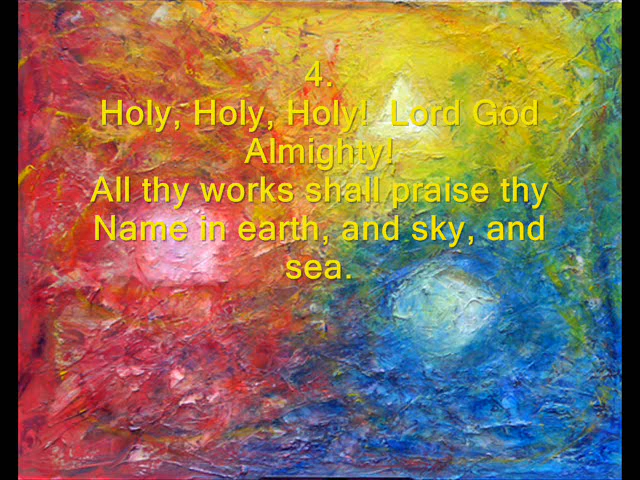 4.
Holy, Holy, Holy!  Lord God
Almighty!
All thy works shall praise thy
Name in earth, and sky, and
sea.